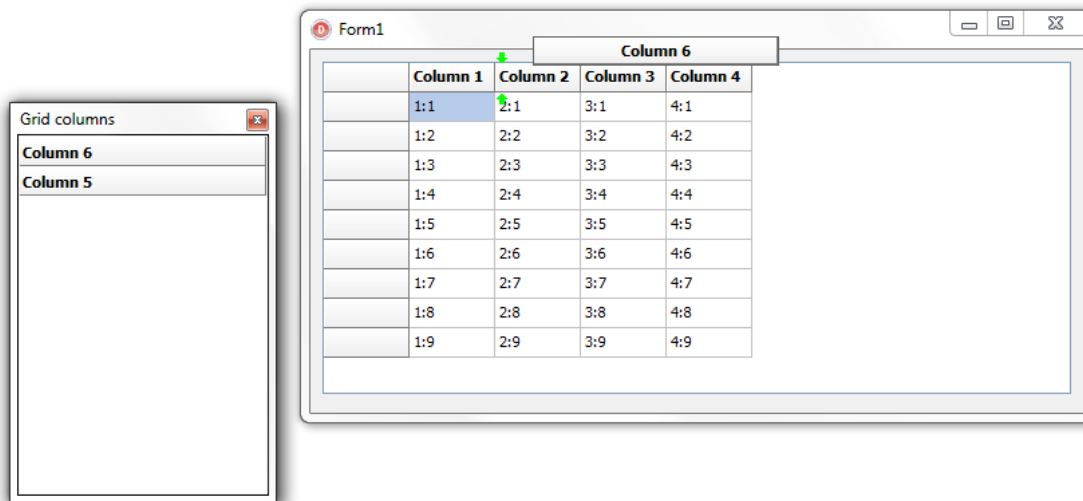 D Form1
Column 6
Column 1 Column 2 Column 3 Column 4
1:1 2:1 3:1 4:1
1:2 2:2 3:2 4:2
1:3 2:3 3:3 4:3
1:4 2:4 3:4 4:4
1:5 2:5 3:5 4:5
1:6 2:6 3:6 4:6
1:7 2:7 3:7 4:7
1:8 2:8 3:8 4:8
1:9 2:9 3:9 4:9
Grid columns
Column 6
Column 5